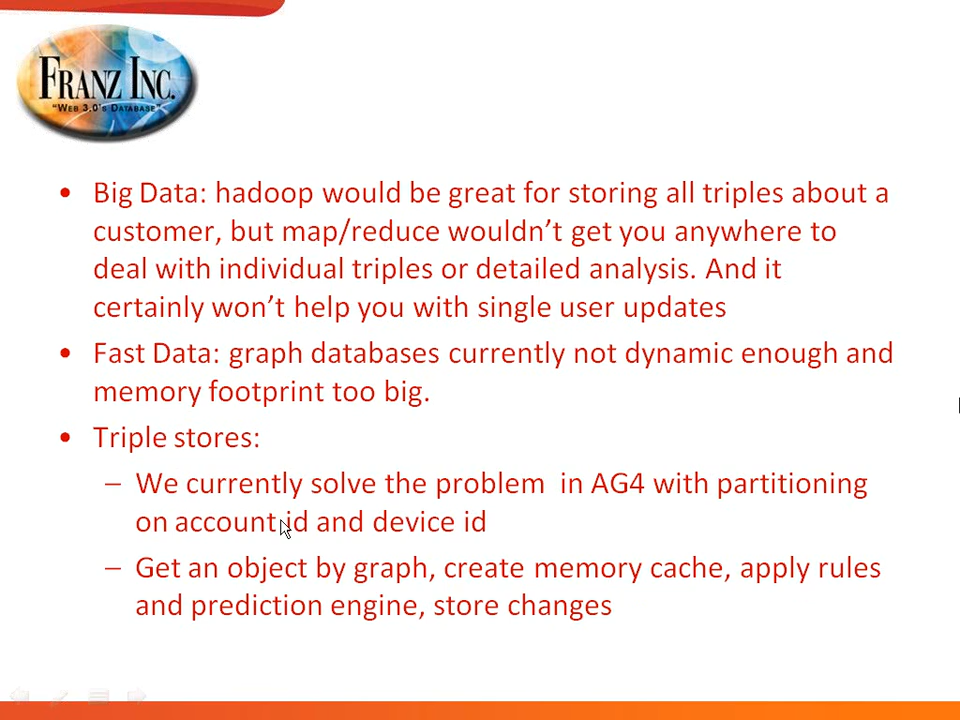 FRANZ INC.
"WEB 3.0'S DATABASE"
• Big Data: hadoop would be great for storing all triples about a
customer, but map/reduce wouldn't get you anywhere to
deal with individual triples or detailed analysis. And it
certainly won't help you with single user updates
• Fast Data: graph databases currently not dynamic enough and
memory footprint too big.
• Triple stores:
– We currently solve the problem in AG4 with partitioning
on account id and device id
– Get an object by graph, create memory cache, apply rules
and prediction engine, store changes